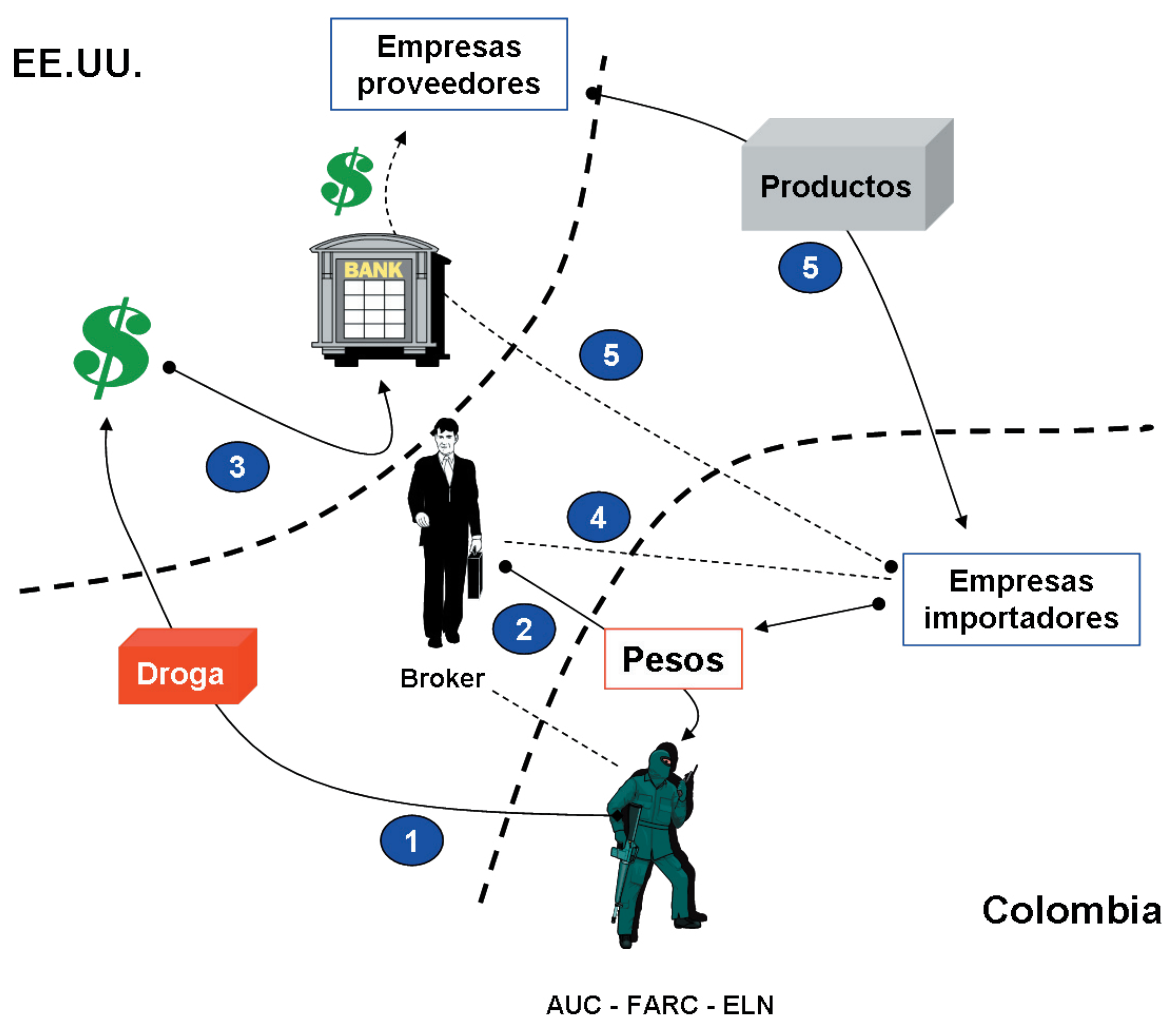 EE.UU.
Empresas
proveedores
Productos
5
BANK
5
3
4
Empresas
importadores
2
Pesos
Droga
Broker
1
Colombia
AUC - FARC - ELN